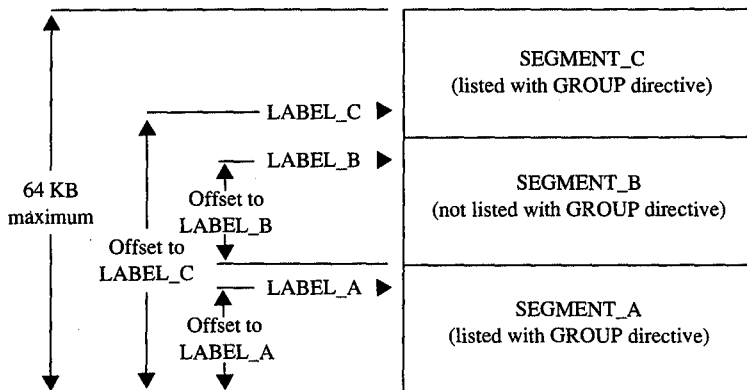 SEGMENT_C
(listed with GROUP directive)
LABEL_C
LABEL_B
64 KB
maximum
Offset to
LABEL_B
SEGMENT_B
(not listed with GROUP directive)
Offset to
LABEL_C
LABEL_A
Offset to
LABEL_A
SEGMENT_A
(listed with GROUP directive)